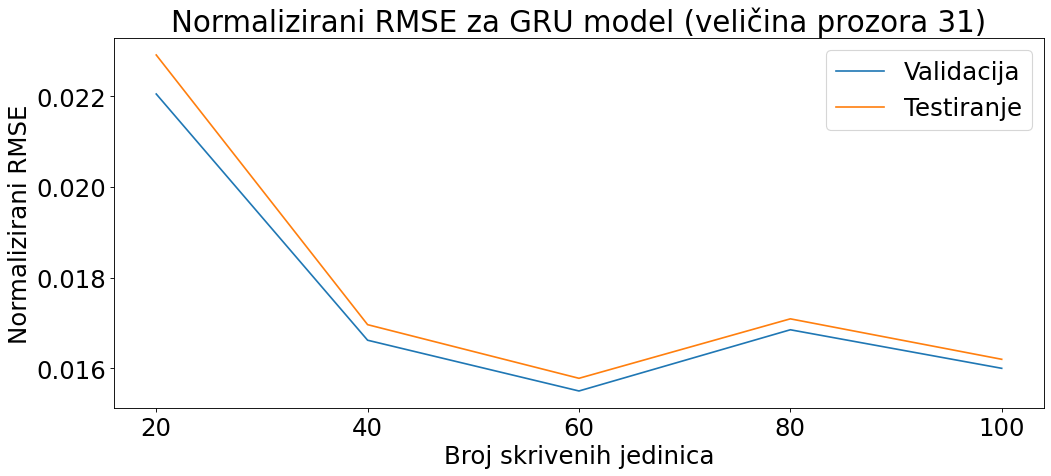 Normalizirani RMSE za GRU model (veličina prozora 31)
Validacija
Testiranje
Normalizirani RMSE
0.022
0.020
0.018
0.016
20 40 60 80 100
Broj skrivenih jedinica